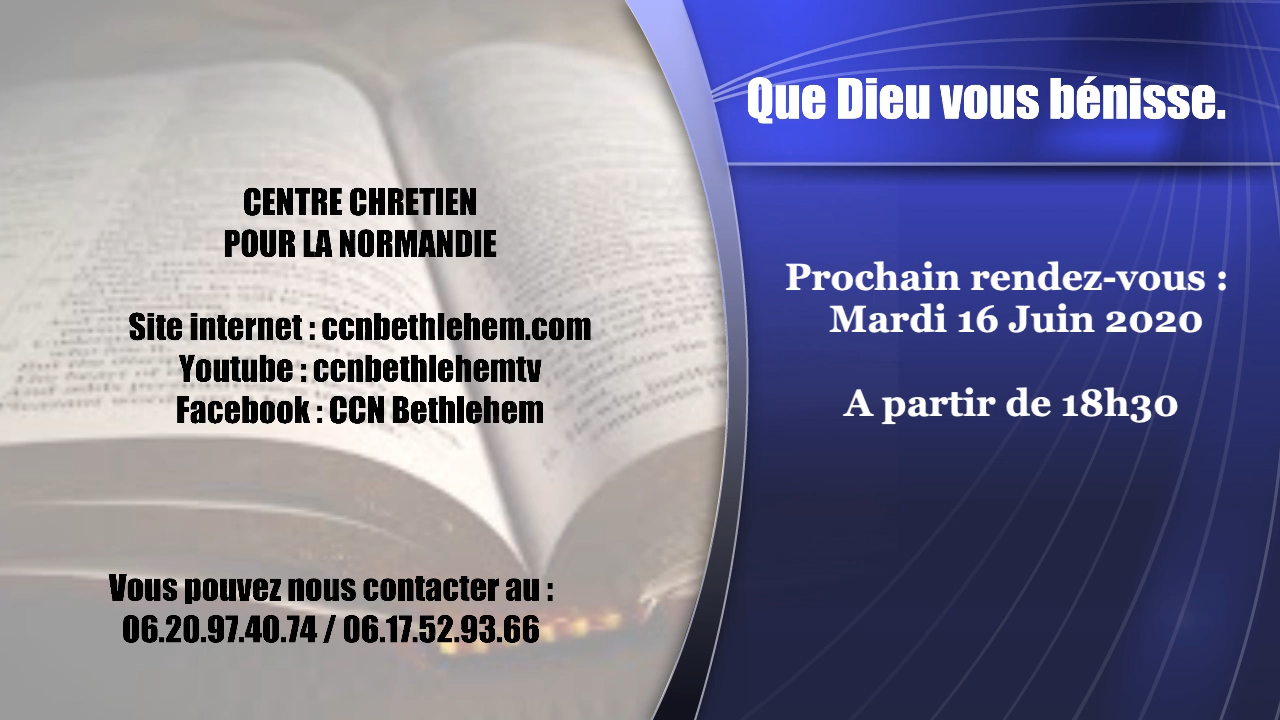 Que Dieu vous bénisse.
CENTRE CHRETIEN
POUR LA NORMANDIE
Site internet : ccnbethlehem.com
Youtube : ccnbethlehemtv
Facebook : CCN Bethlehem
Vous pouvez nous contacter au :
06.20.97.40.74 / 06.17.52.93.66
Prochain rendez-vous :
Mardi 16 Juin 2020
A partir de 18h30